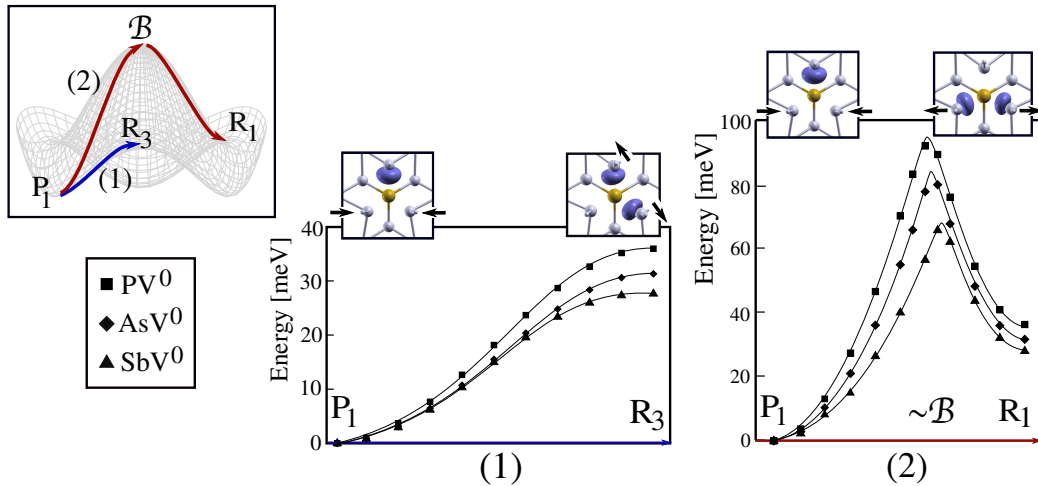 ℬ
(2)
R3
R1
P1
(1)
PV0
AsV0
SbV0
Energy [meV]
40
30
20
10
0
P1
R3
(1)
Energy [meV]
100
80
60
40
20
0
P1
~ℬ
R1
(2)